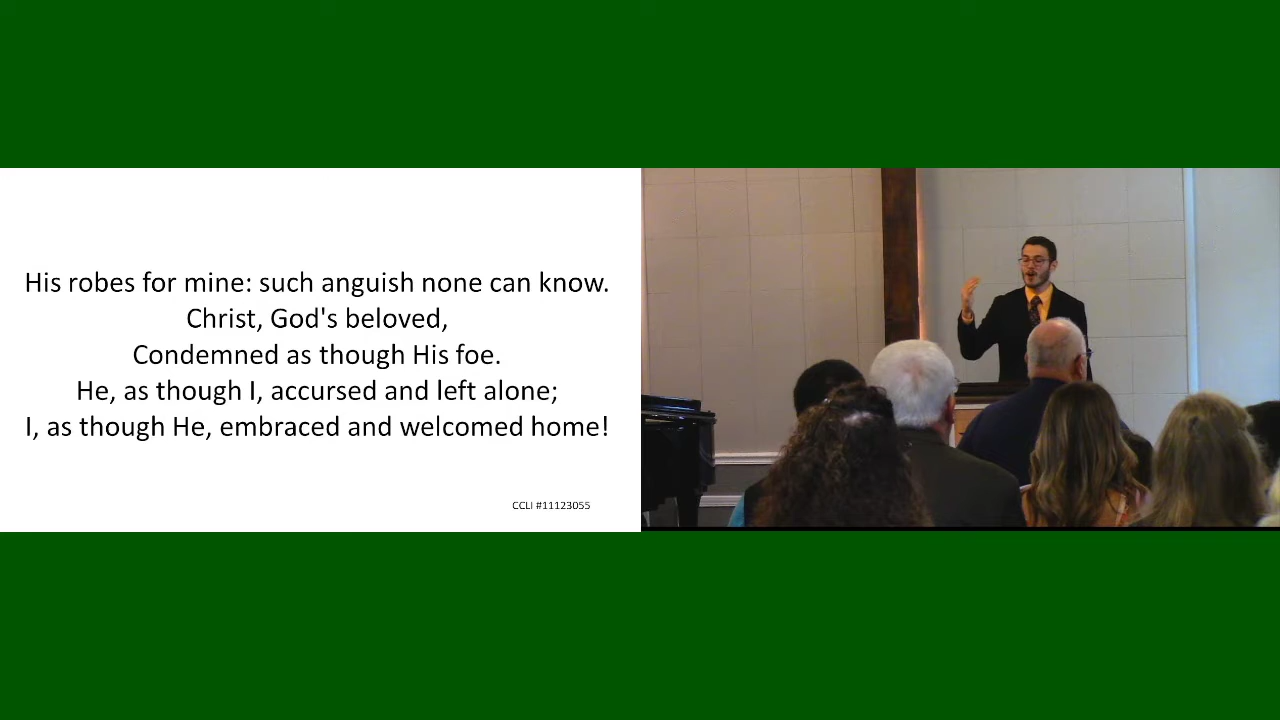 His robes for mine: such anguish none can know.
Christ, God's beloved,
Condemned as though His foe.
He, as though I, accursed and left alone;
I, as though He, embraced and welcomed home!
CCLI #11123055